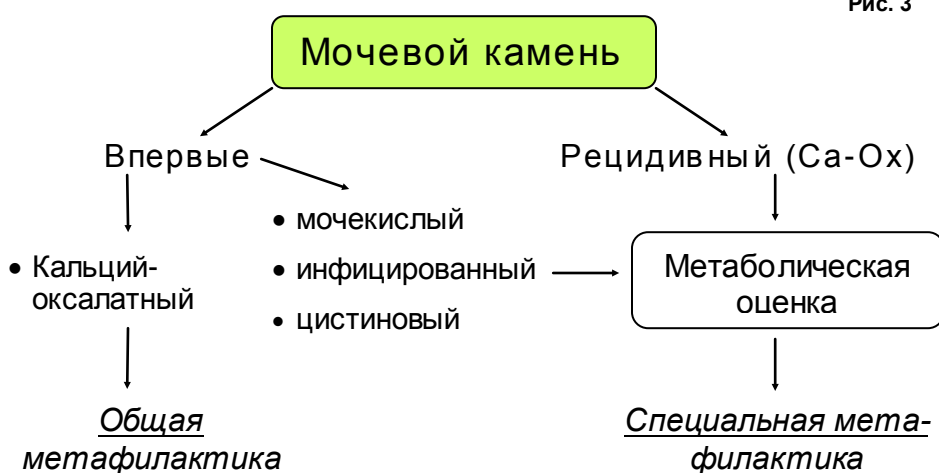 Рис. 3
Мочевой камень
Впервые
Рецидивный (Ca-Ox)
• мочекислый
• Кальций-
оксалатный
• инфицированный
• цистиновый
Метаболическая
оценка
Общая
метафилактика
Специальная мета-
филактика